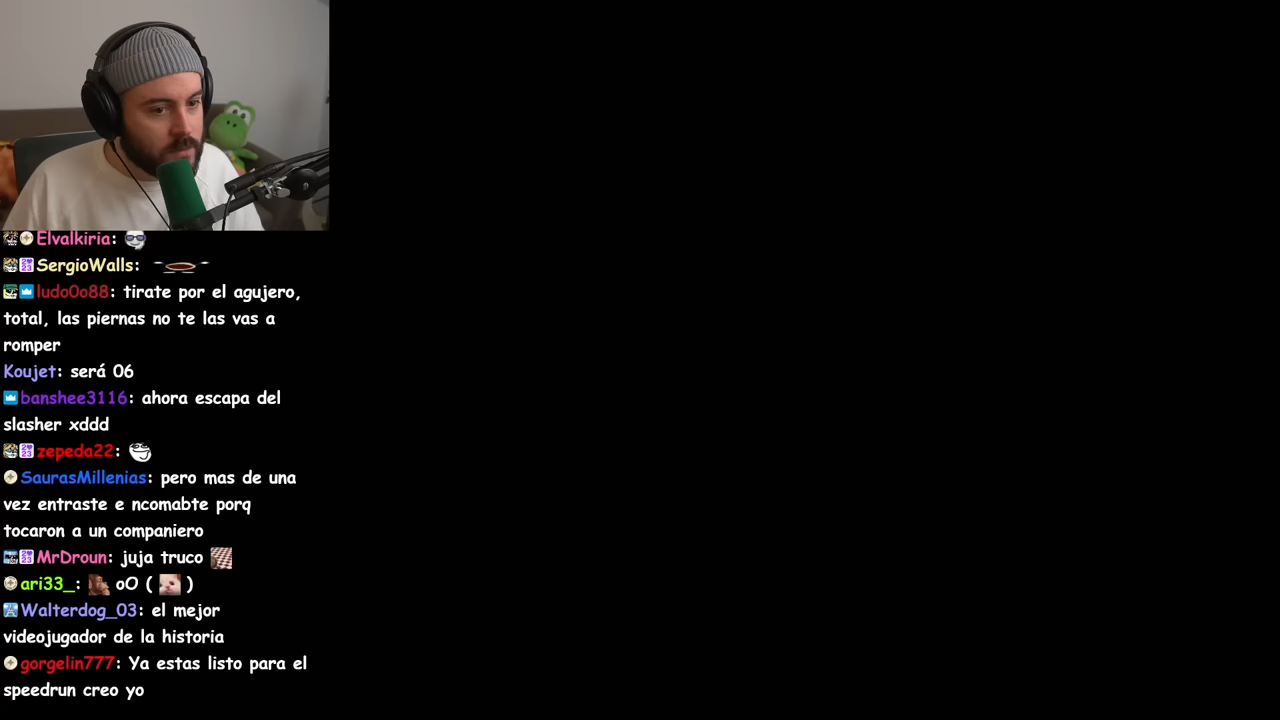 Elvalkiria:
SergioWalls:
ludo0o88: tirate por el agujero,
total, las piernas no te las vas a
romper
Koujet: será 06
banshee3116: ahora escapa del
slasher xddd
zepeda22:
SaurasMillenias: pero mas de una
vez entraste e ncomabte porq
tocaron a un companiero
MrDroun: juja truco
ari33_: oO ( )
Walterdog_03: el mejor
videojugador de la historia
gorgelin777: Ya estas listo para el
speedrun creo yo